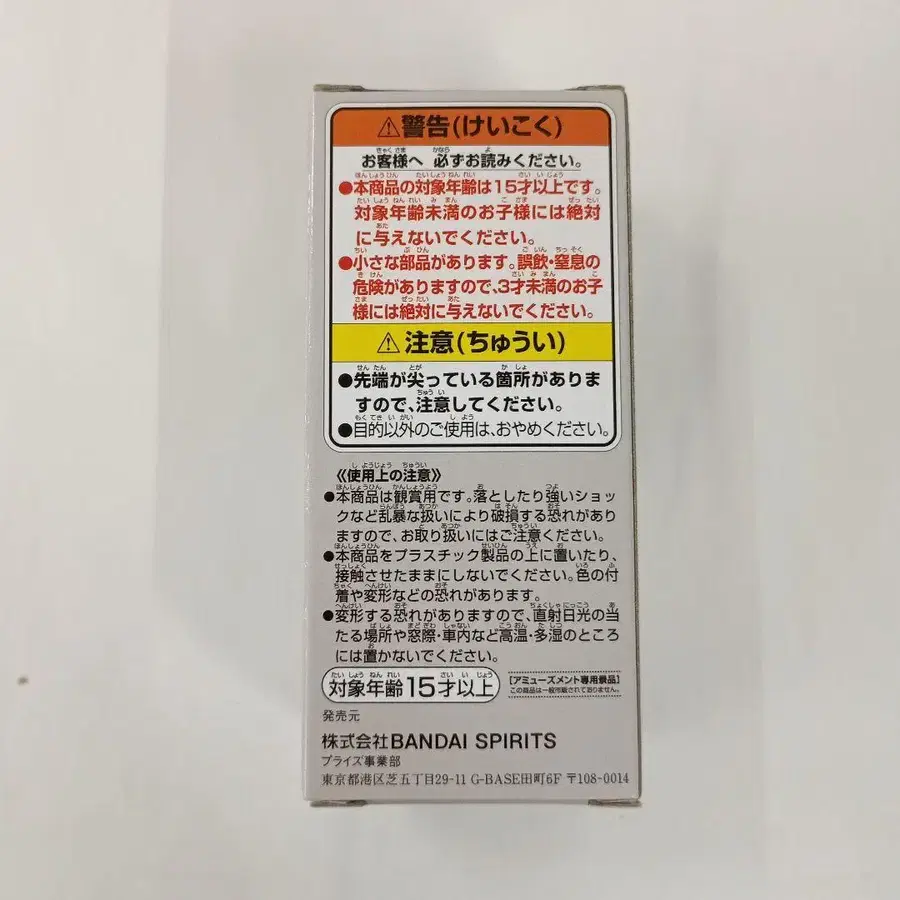 ⚠警告(けいこく)
お客様へ 必ずお読みください。
●本商品の対象年齢は15才以上です。
対象年齢未満のお子様には絶対
に与えないでください。
●小さな部品があります。誤飲・窒息の
危険がありますので、3才未満のお子
様には絶対に与えないでください。
⚠注意(ちゅうい)
●先端が尖っている箇所がありま
すので、注意してください。
●目的以外のご使用は、おやめください。
《使用上の注意》
●本商品は観賞用です。落としたり強いショッ
クなど乱暴な扱いにより破損する恐れがあり
ますので、お取り扱いにはご注意ください。
●本商品をプラスチック製品の上に置いたり、
接触させたままにしないでください。色の付
着や変形などの恐れがあります。
●変形する恐れがありますので、直射日光の当
たる場所や窓際・車内など高温・多湿のところ
には置かないでください。
対象年齢15才以上
[アミューズメント専用景品]
この商品は一般市販されておりません。
発売元
株式会社BANDAI SPIRITS
プライズ事業部
東京都港区芝五丁目29-11 G-BASE田町6F 〒108-0014